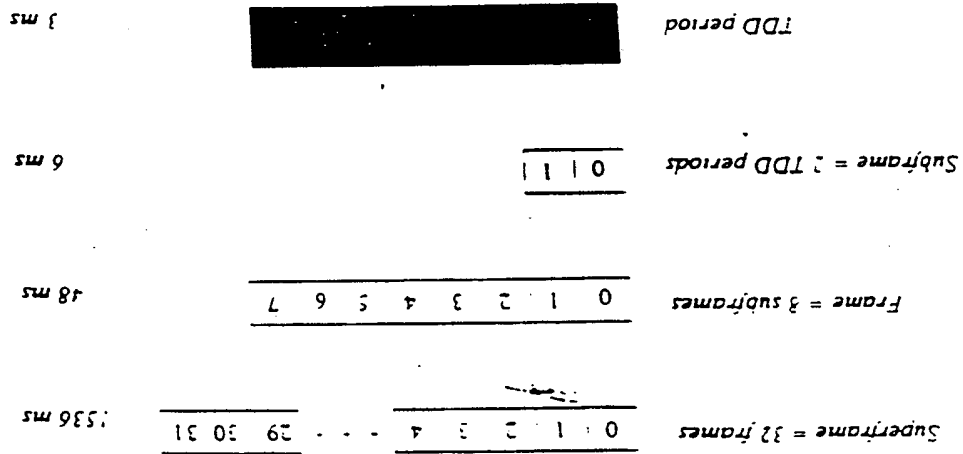 Superframe = 32 frames 0 1 2 3 4 - - - 29 30 31 1536 ms
Frame = 8 subframes 0 1 2 3 4 5 6 7 48 ms
Subframe = 2 TDD periods 0 1 6 ms
TDD period 3 ms